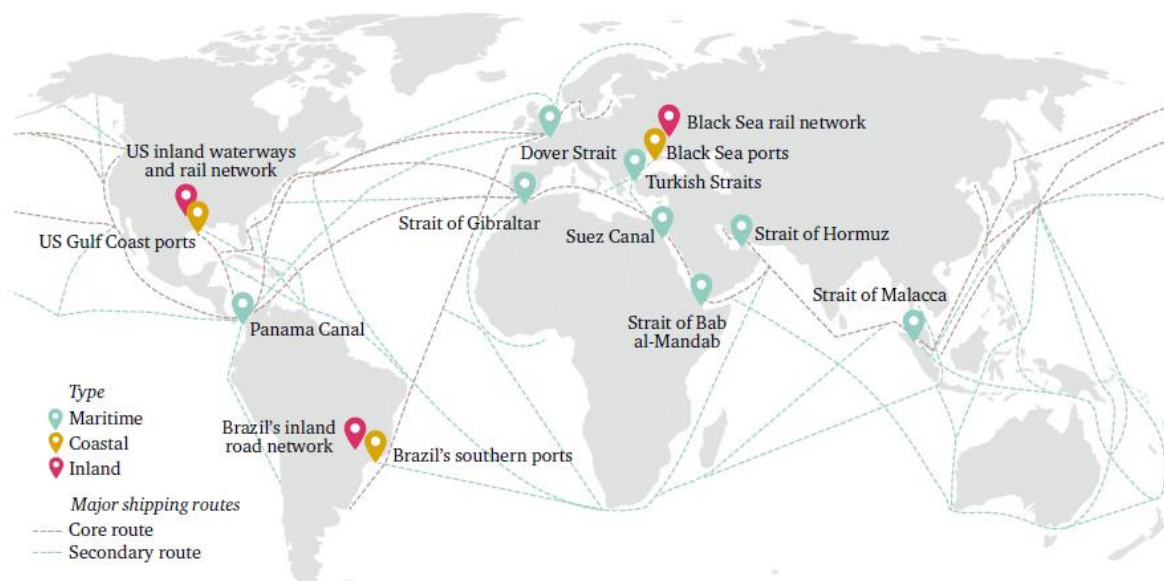 US inland waterways
and rail network
US Gulf Coast ports
Panama Canal
Dover Strait
Strait of Gibraltar
Black Sea rail network
Black Sea ports
Turkish Straits
Suez Canal
Strait of Hormuz
Strait of Bab
al-Mandab
Strait of Malacca
Brazil's inland
road network
Brazil's southern ports
Type
Maritime
Coastal
Inland
Major shipping routes
Core route
Secondary route